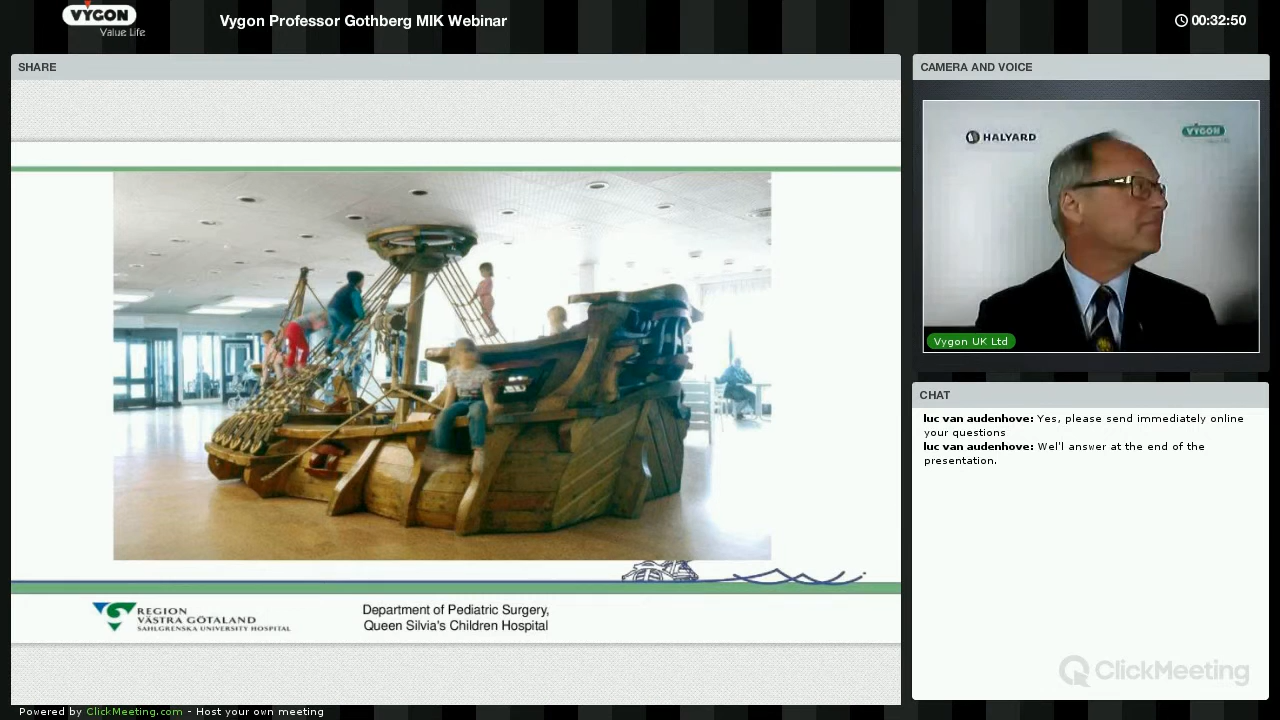 VYGON
Value Life
Vygon Professor Gothberg MIK Webinar
00:32:50
SHARE
CAMERA AND VOICE
HALYARD
VYGON
Vygon UK Ltd
CHAT
luc van audenhove: Yes, please send immediately online
your questions
luc van audenhove: Wel'l answer at the end of the
presentation.
REGION
VÄSTRA GÖTALAND
SAHLGRENSKA UNIVERSITY HOSPITAL
Department of Pediatric Surgery,
Queen Silvia's Children Hospital
ClickMeeting
Powered by ClickMeeting.com - Host your own meeting